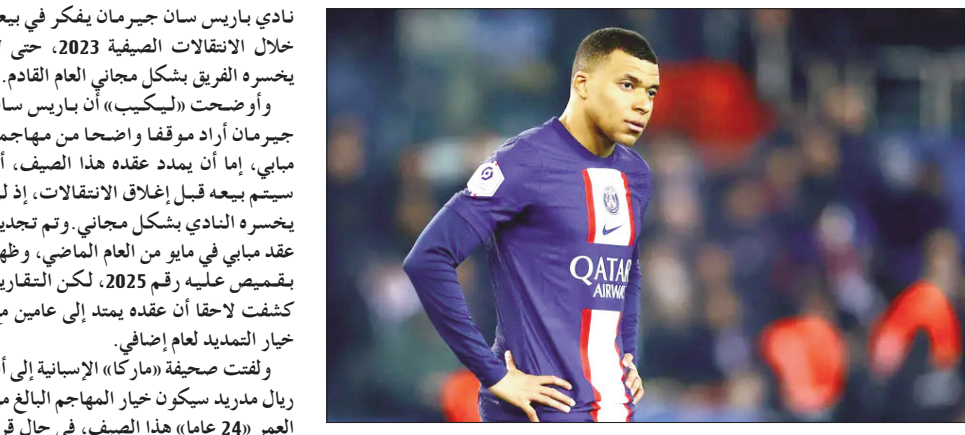 نادي باريس سان جيرمان يفكر في بيعه
خلال الانتقالات الصيفية 2023، حتى
يخسره الفريق بشكل مجاني العام القادم.
وأوضحت «ليكيب» أن باريس سان
جيرمان أراد موقفا واضحا من مهاجمه
مبابي، إما أن يمدد عقده هذا الصيف،
سيتم بيعه قبل إغلاق الانتقالات، إذ
يخسره النادي بشكل مجاني.وتم تجديد
عقد مبابي في مايو من العام الماضي، وظهر
بقميص عليه رقم 2025، لكن التقارير
كشفت لاحقا أن عقده يمتد إلى عامين مع
خيار التمديد لعام إضافي.
ولفتت صحيفة «ماركا» الإسبانية إلى
ريال مدريد سيكون خيار المهاجم البالغ من
العمر «24 عاما» هذا الصيف، في حال
QATAR
AIRWAYS